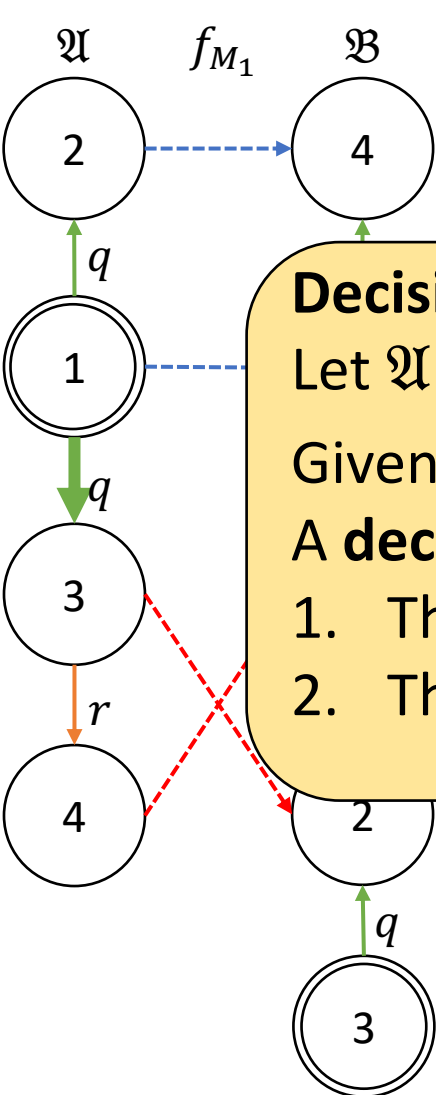 𝔄 f_{M_1} 𝔅
2 4
q
1
q
3
r
4
2
q
3
Decisi
Let 𝔄
Given
A dec
1. Th
2. Th